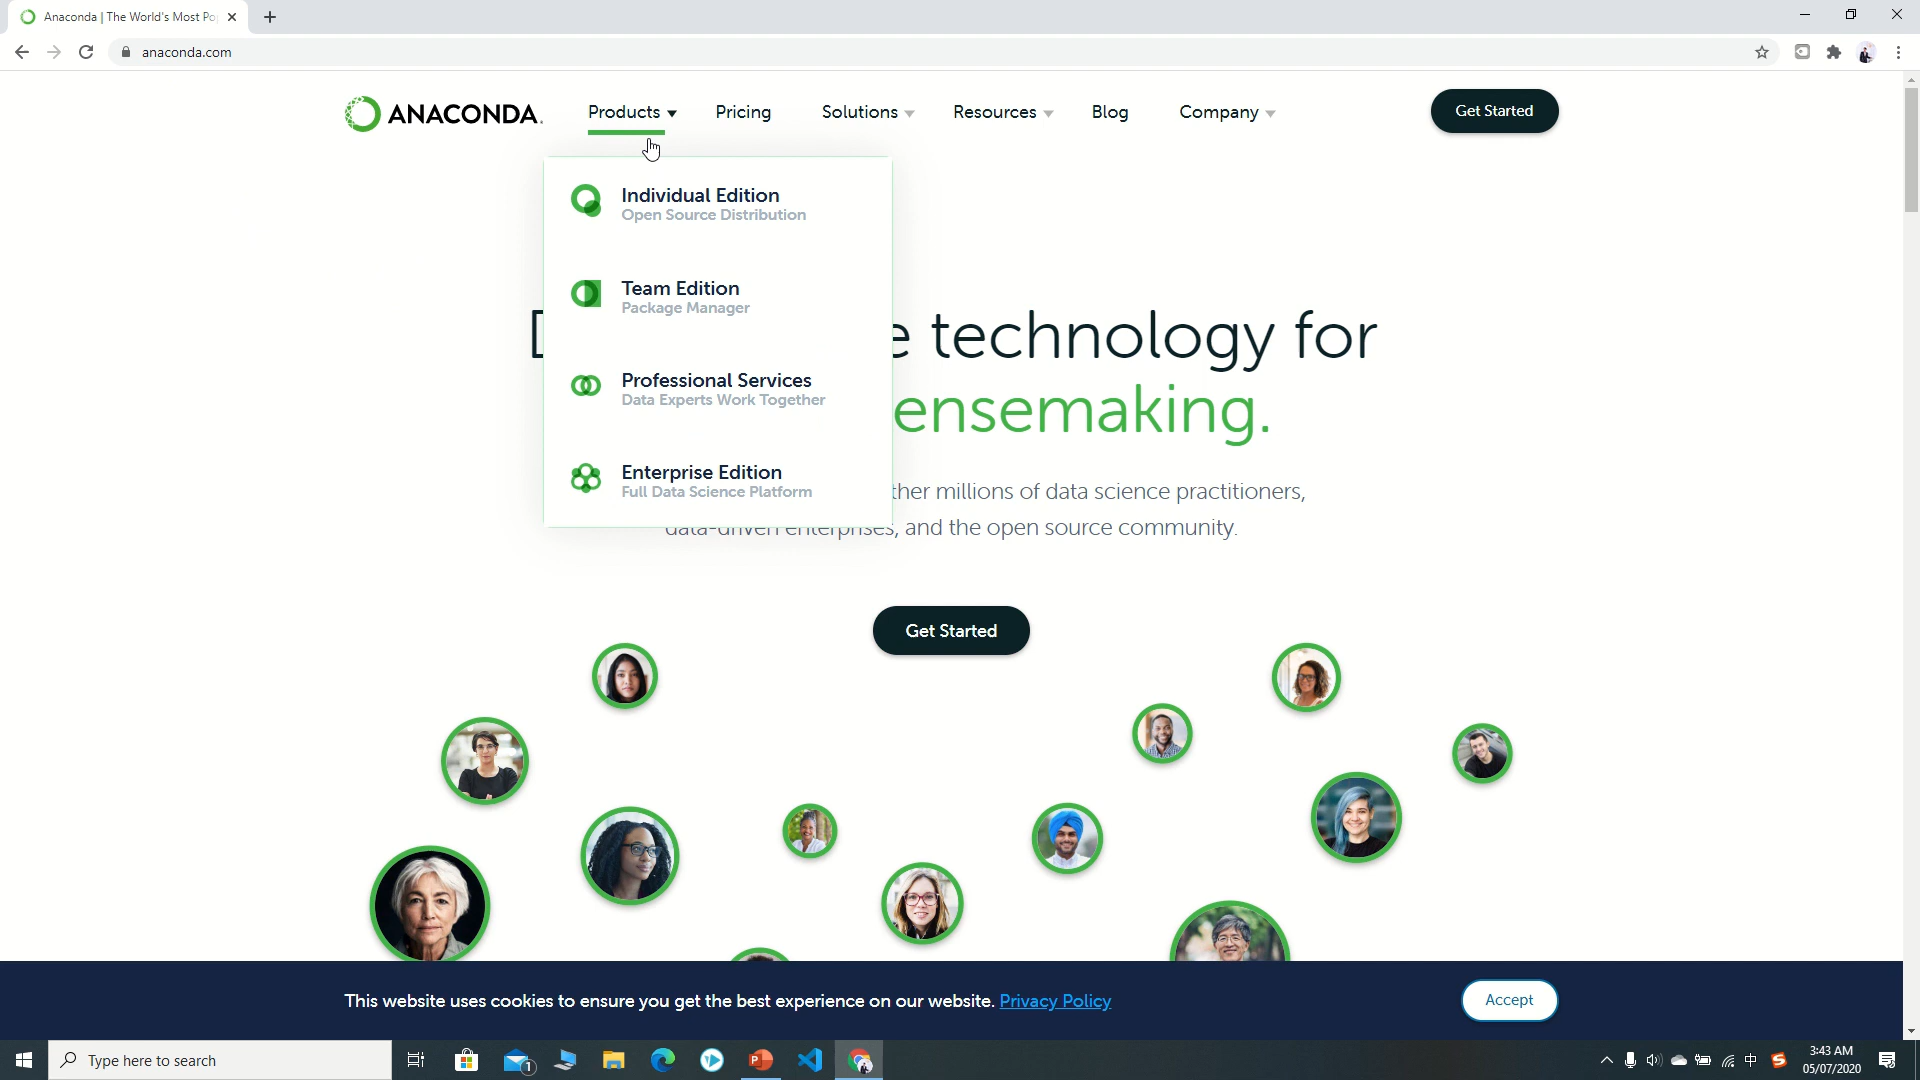 Anaconda | The World's Most Po
anaconda.com
ANACONDA.
Products
Pricing
Solutions
Resources
Blog
Company
Get Started
Individual Edition
Open Source Distribution
Team Edition
Package Manager
Professional Services
Data Experts Work Together
Enterprise Edition
Full Data Science Platform
technology for
ensemaking.
ther millions of data science practitioners,
data-driven enterprises, and the open source community.
Get Started
This website uses cookies to ensure you get the best experience on our website. Privacy Policy
Accept
Type here to search
1
中
3:43 AM
05/07/2020